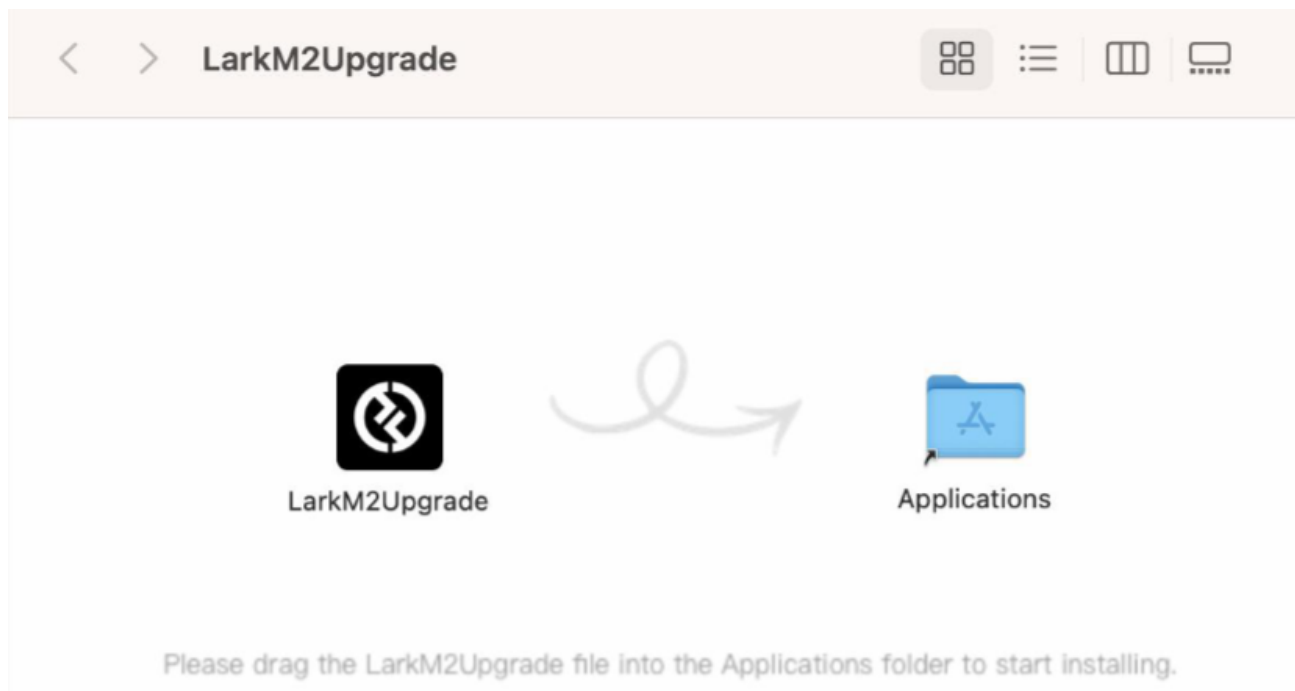 LarkM2Upgrade
LarkM2Upgrade
Applications
Please drag the LarkM2Upgrade file into the Applications folder to start installing.